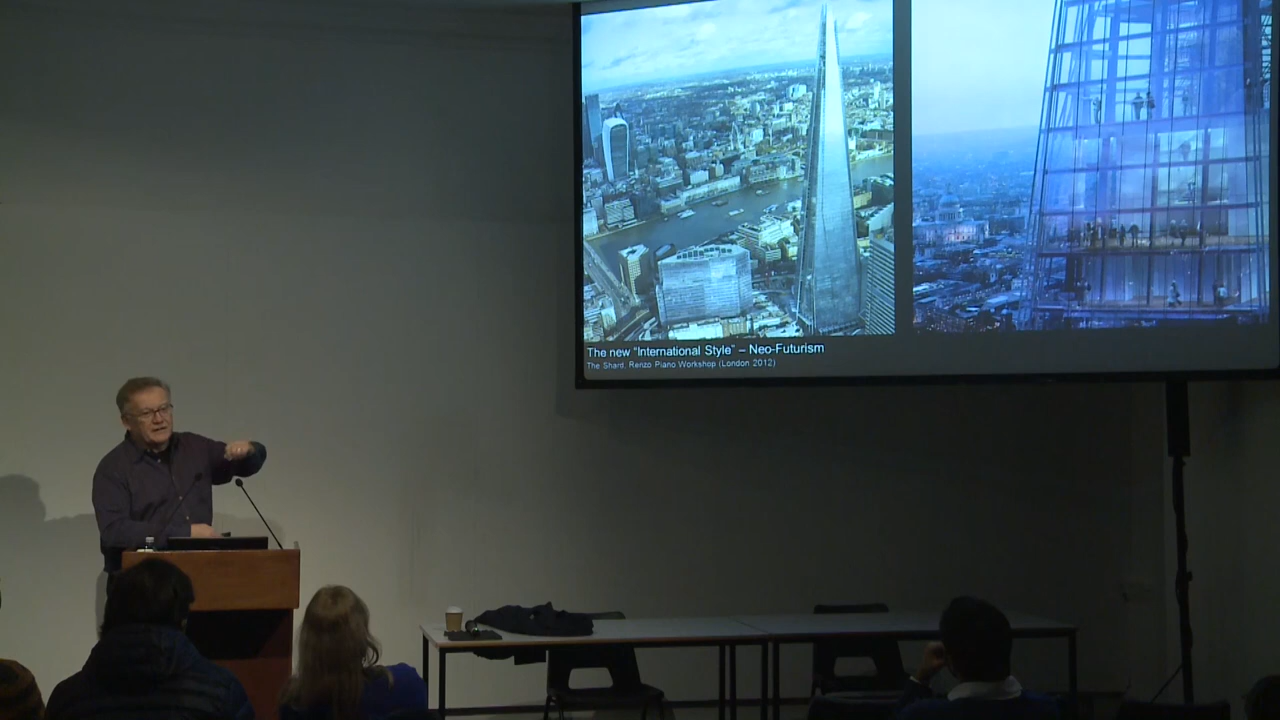 The new “International Style” – Neo-Futurism
The Shard, Renzo Piano Workshop (London 2012)